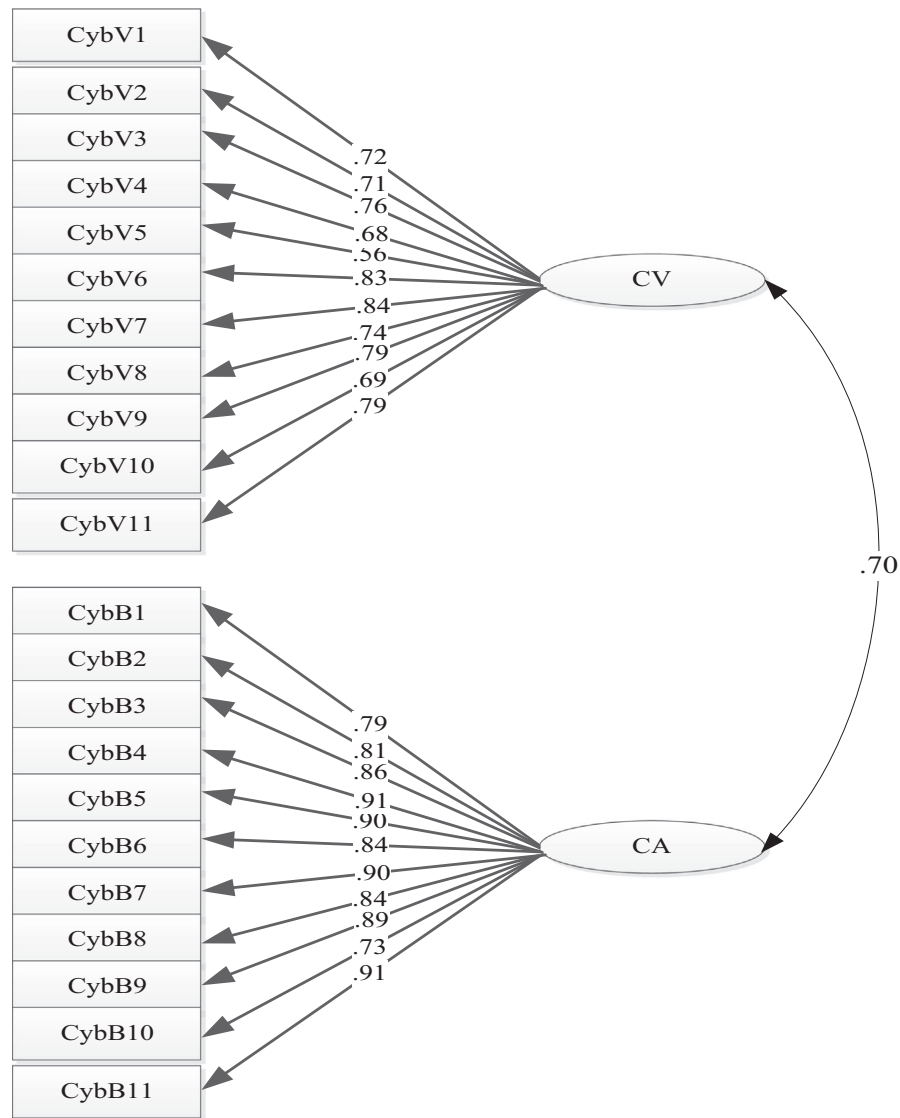 CybV1
CybV2
CybV3
CybV4
CybV5
CybV6
CybV7
CybV8
CybV9
CybV10
CybV11
.72
.71
.76
.68
.56
.83
.84
.74
.79
.69
.79
CV
.70
CybB1
CybB2
CybB3
CybB4
CybB5
CybB6
CybB7
CybB8
CybB9
CybB10
CybB11
.79
.81
.86
.91
.90
.84
.90
.84
.89
.73
.91
CA